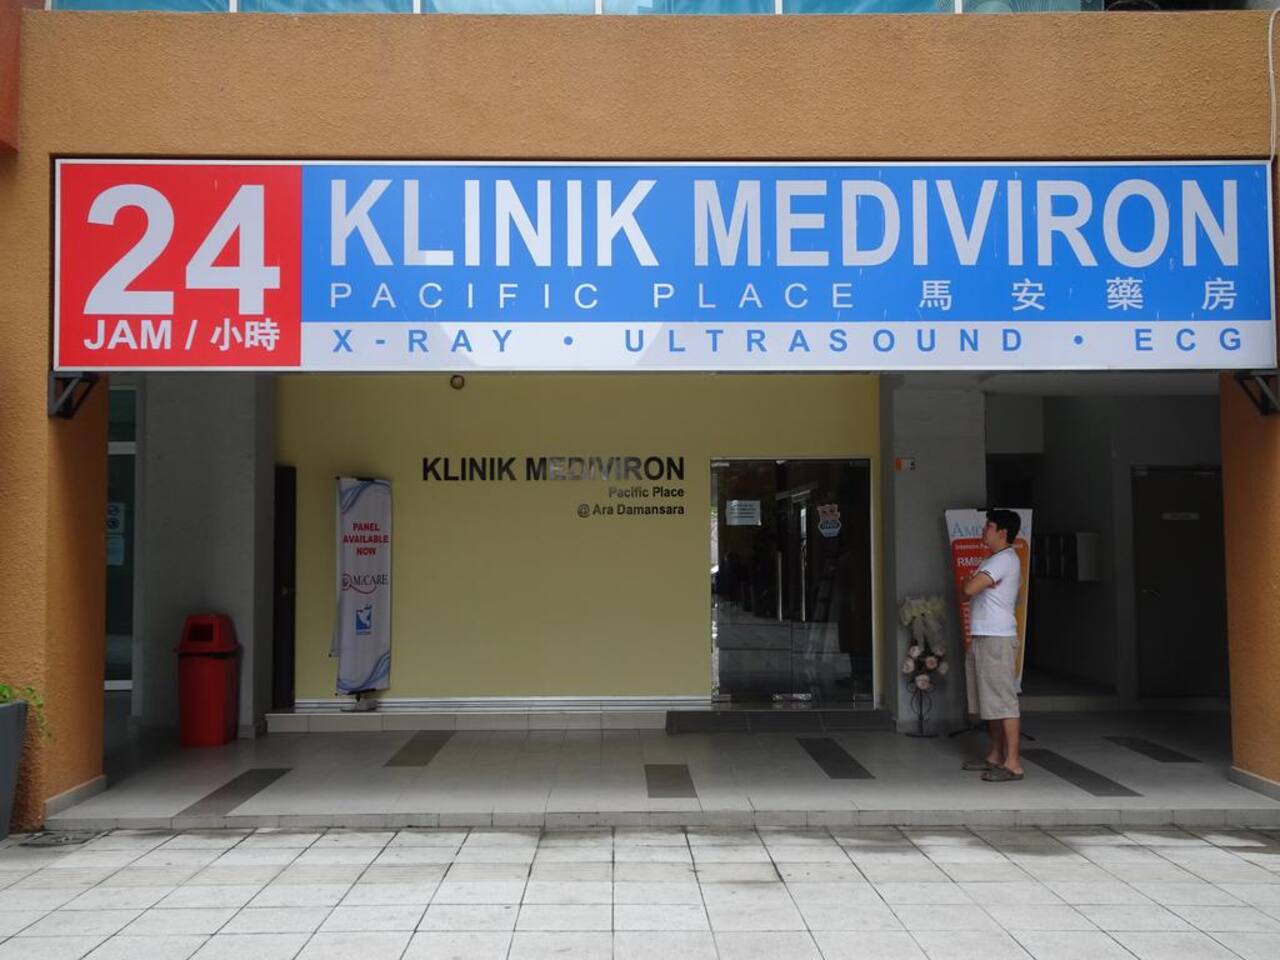 24
JAM / 小時
KLINIK MEDIVIRON
PACIFIC PLACE 馬安藥房
X-RAY • ULTRASOUND • ECG
KLINIK MEDIVIRON
Pacific Place
@ Ara Damansara
PANEL
AVAILABLE
NOW
MiCARE